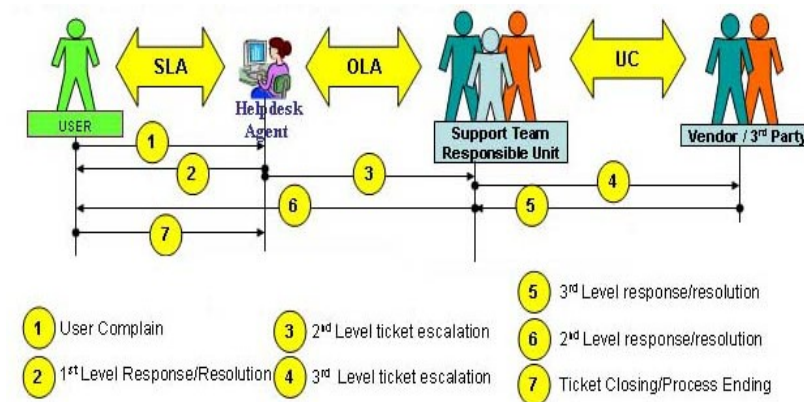 SLA
OLA
UC
USER
Helpdesk
Agent
Support Team
Responsible Unit
Vendor / 3rd Party
1
2
3
4
6
5
7
1 User Complain
2 1st Level Response/Resolution
3 2nd Level ticket escalation
4 3rd Level ticket escalation
5 3rd Level response/resolution
6 2nd Level response/resolution
7 Ticket Closing/Process Ending